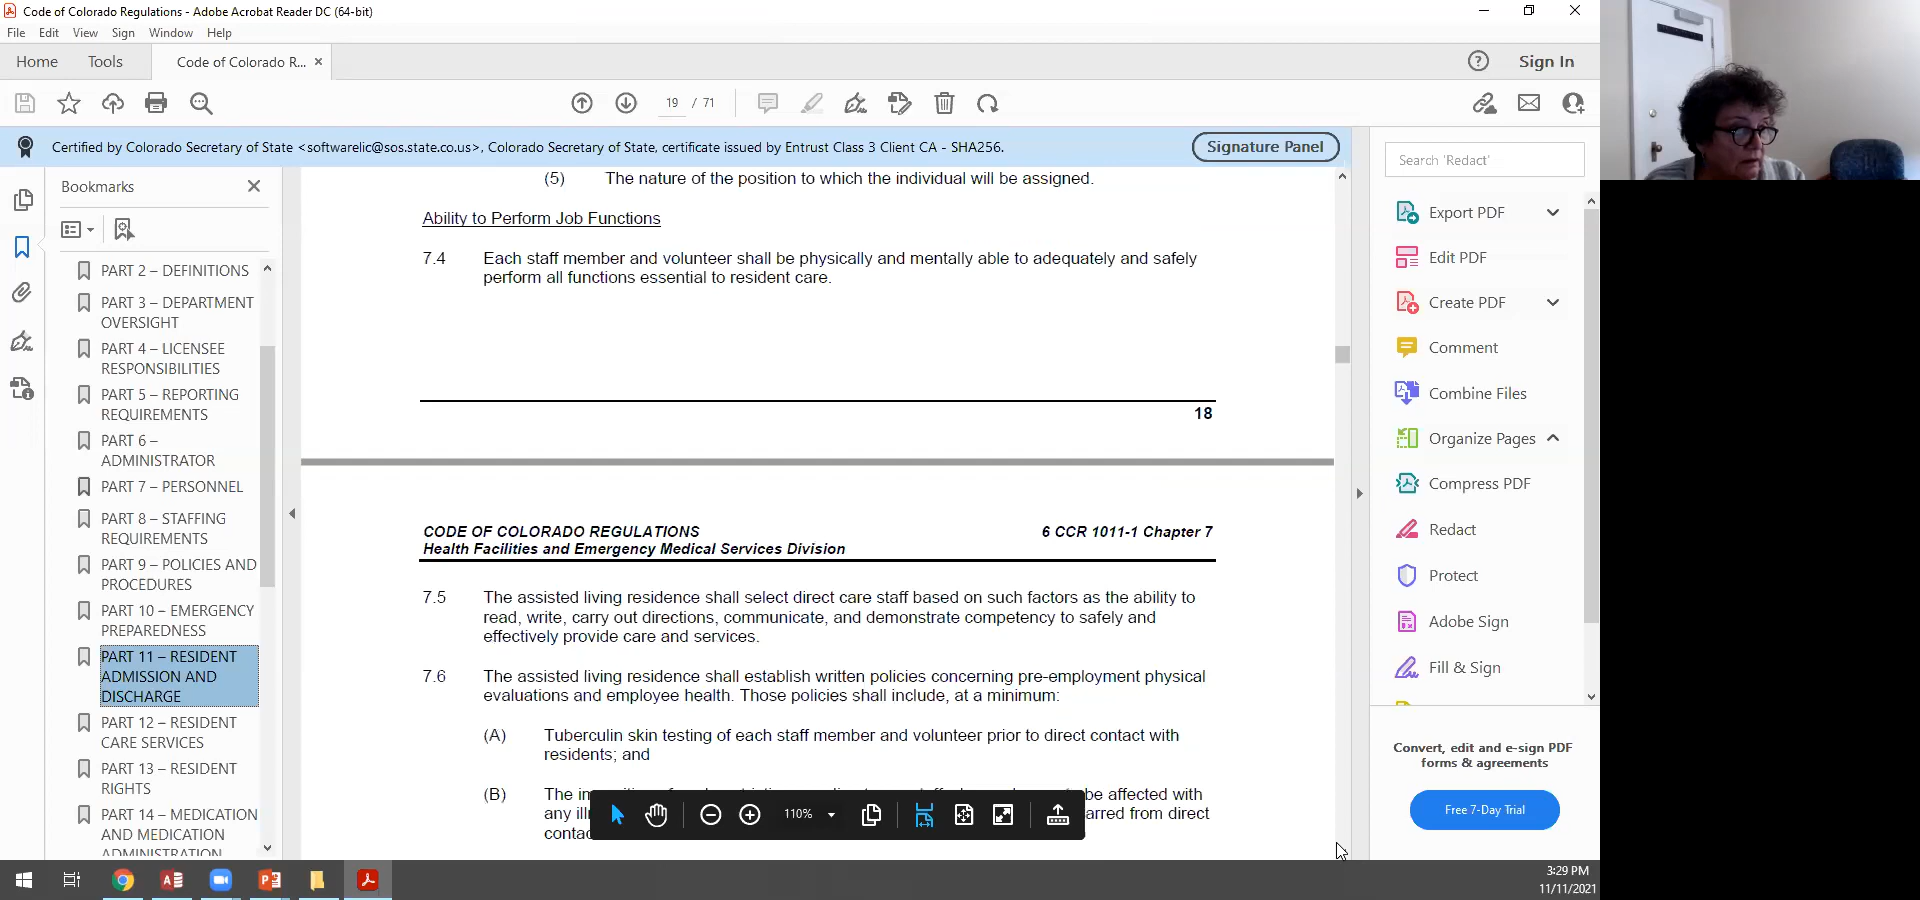 Code of Colorado Regulations - Adobe Acrobat Reader DC (64-bit)
File Edit View Sign Window Help
Home Tools Code of Colorado R... × Sign In
19 / 71
Certified by Colorado Secretary of State <softwarelic@sos.state.co.us>, Colorado Secretary of State, certificate issued by Entrust Class 3 Client CA - SHA256.
Signature Panel
Bookmarks
PART 2 – DEFINITIONS
PART 3 – DEPARTMENT
OVERSIGHT
PART 4 – LICENSEE
RESPONSIBILITIES
PART 5 – REPORTING
REQUIREMENTS
PART 6 –
ADMINISTRATOR
PART 7 – PERSONNEL
PART 8 – STAFFING
REQUIREMENTS
PART 9 – POLICIES AND
PROCEDURES
PART 10 – EMERGENCY
PREPAREDNESS
PART 11 – RESIDENT
ADMISSION AND
DISCHARGE
PART 12 – RESIDENT
CARE SERVICES
PART 13 – RESIDENT
RIGHTS
PART 14 – MEDICATION
AND MEDICATION
ADMINISTRATION
(5) The nature of the position to which the individual will be assigned.
Ability to Perform Job Functions
7.4 Each staff member and volunteer shall be physically and mentally able to adequately and safely
perform all functions essential to resident care.
18
CODE OF COLORADO REGULATIONS 6 CCR 1011-1 Chapter 7
Health Facilities and Emergency Medical Services Division
7.5 The assisted living residence shall select direct care staff based on such factors as the ability to
read, write, carry out directions, communicate, and demonstrate competency to safely and
effectively provide care and services.
7.6 The assisted living residence shall establish written policies concerning pre-employment physical
evaluations and employee health. Those policies shall include, at a minimum:
(A) Tuberculin skin testing of each staff member and volunteer prior to direct contact with
residents; and
(B) The be affected with
any from direct
110%
Search 'Redact'
Export PDF
Edit PDF
Create PDF
Comment
Combine Files
Organize Pages
Compress PDF
Redact
Protect
Adobe Sign
Fill & Sign
Convert, edit and e-sign PDF
forms & agreements
Free 7-Day Trial
3:29 PM
11/11/2021